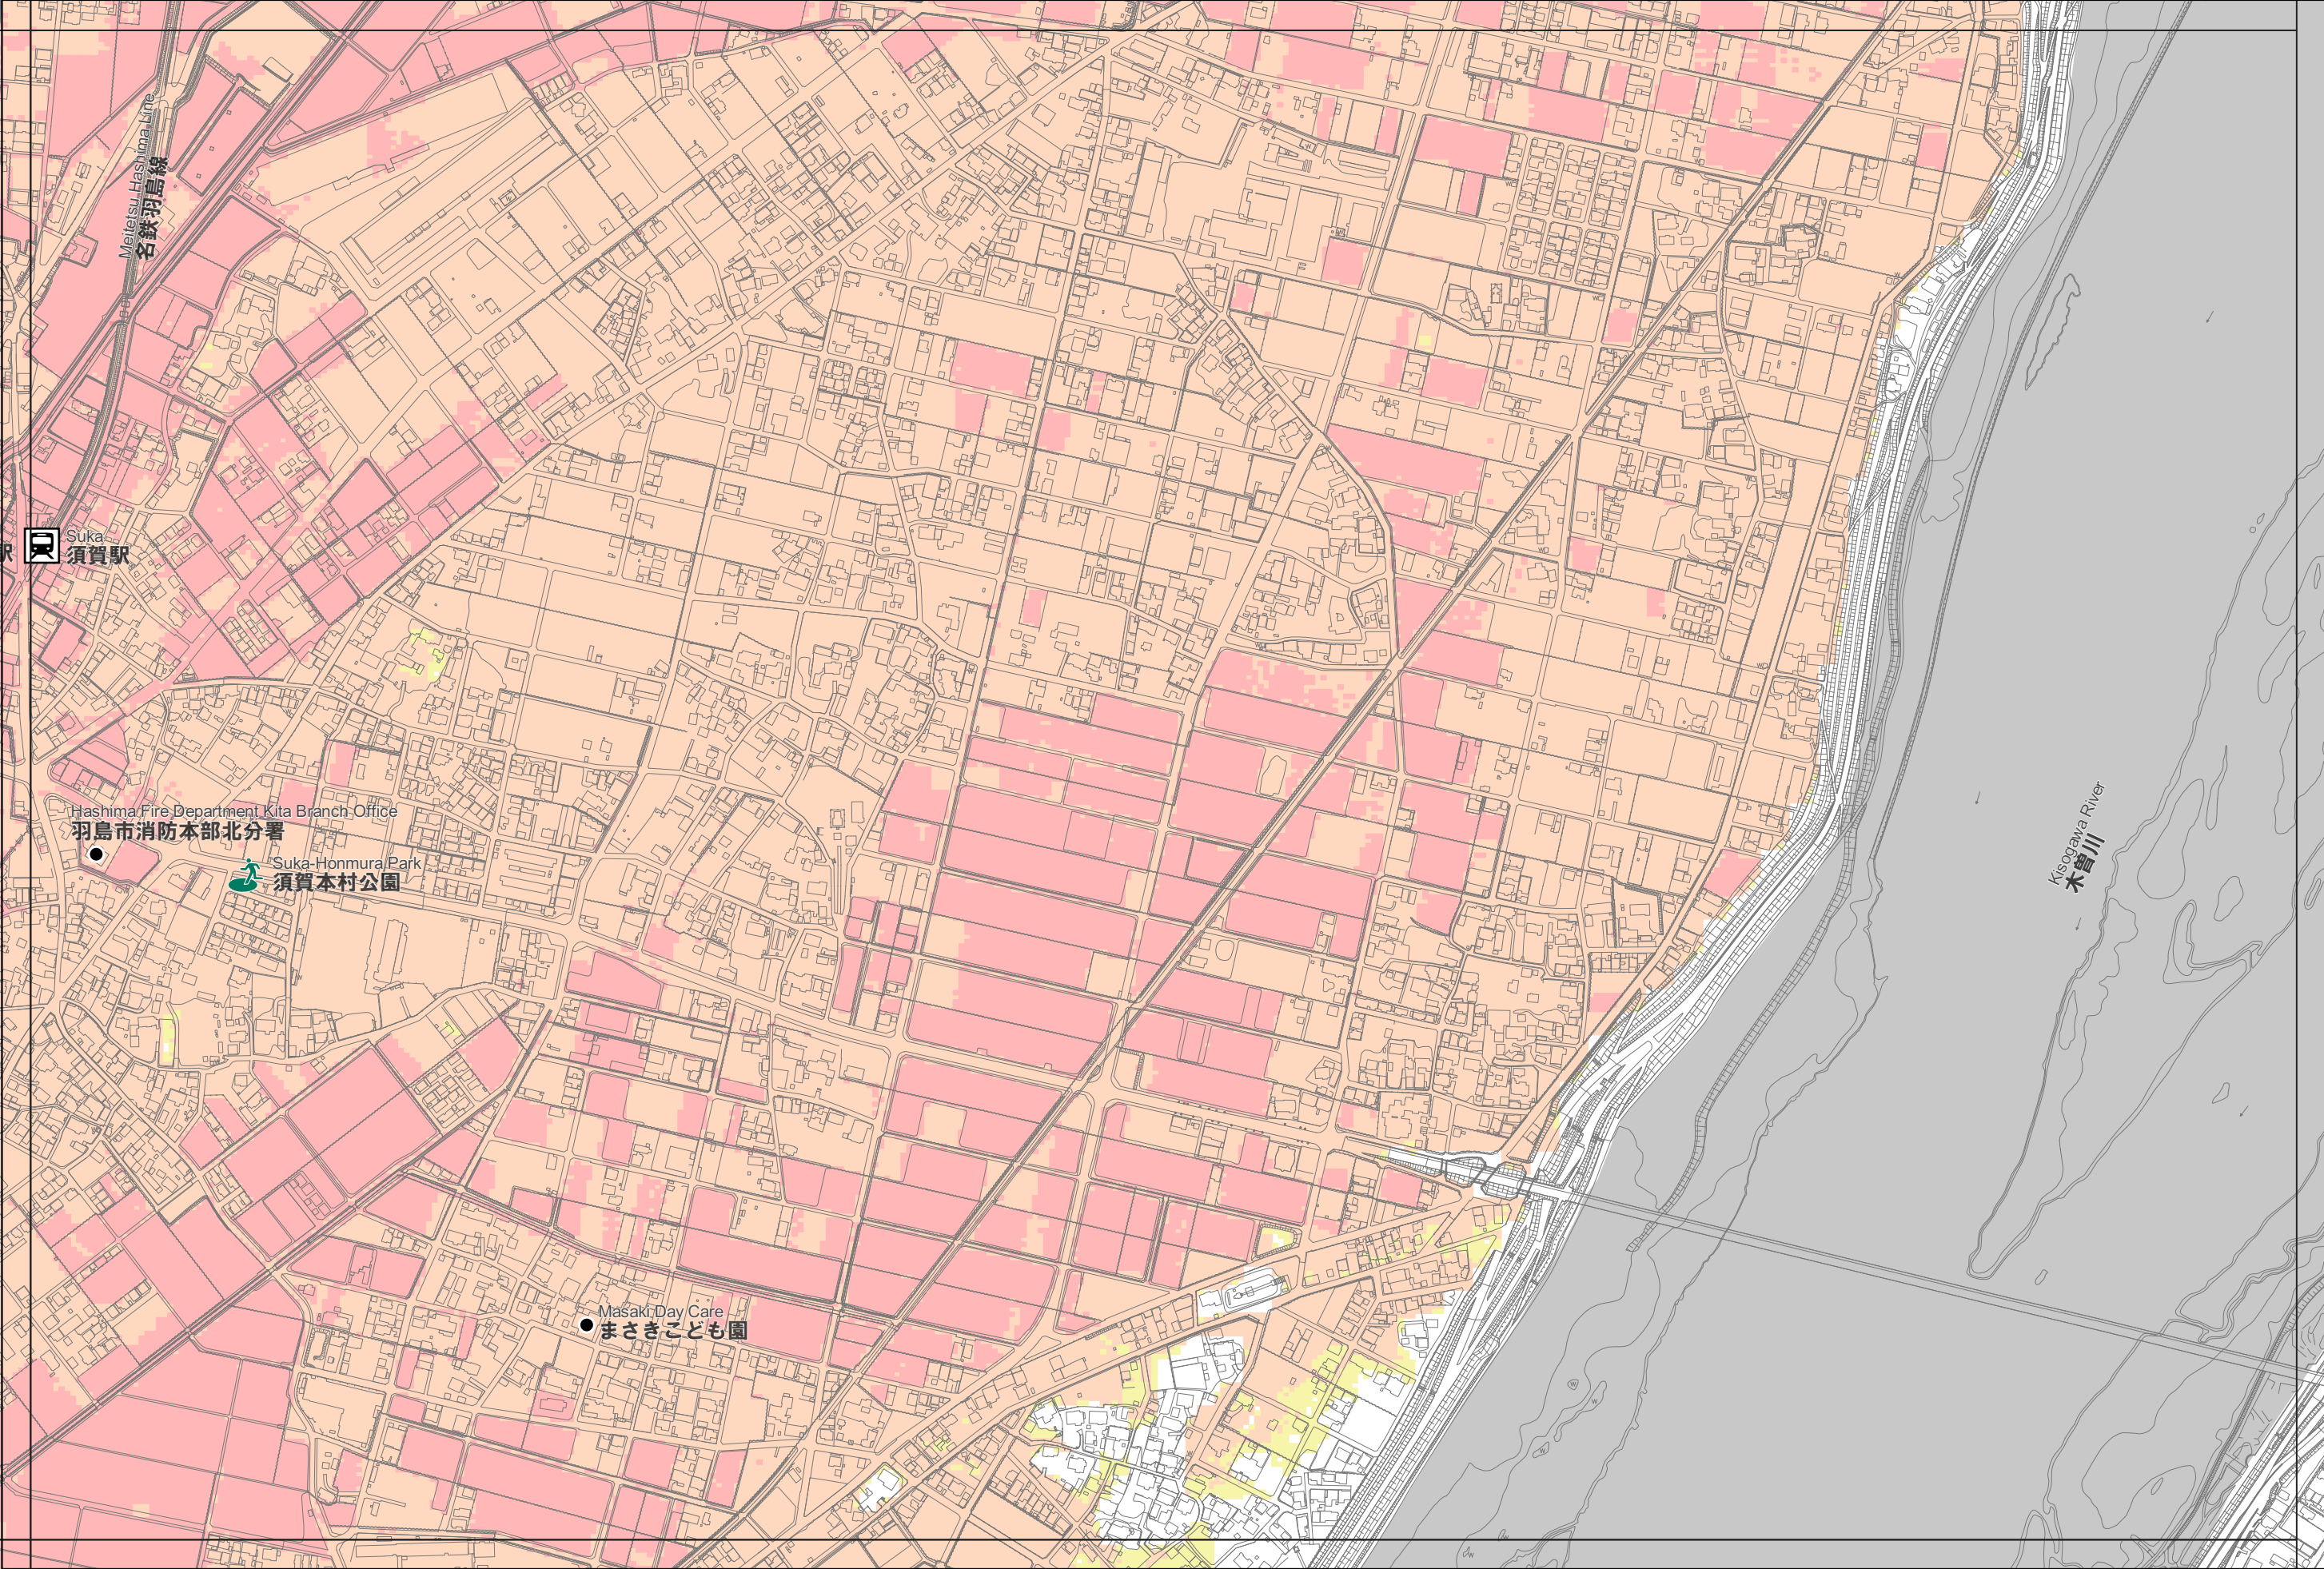 Meitetsu Hashima Line
名鉄羽島線
駅
Suka
須賀駅
Hashima Fire Department Kita Branch Office
羽島市消防本部北分署
Suka-Honmura Park
須賀本村公園
Kisogawa River
木曽川
Masaki Day Care
まさきこども園